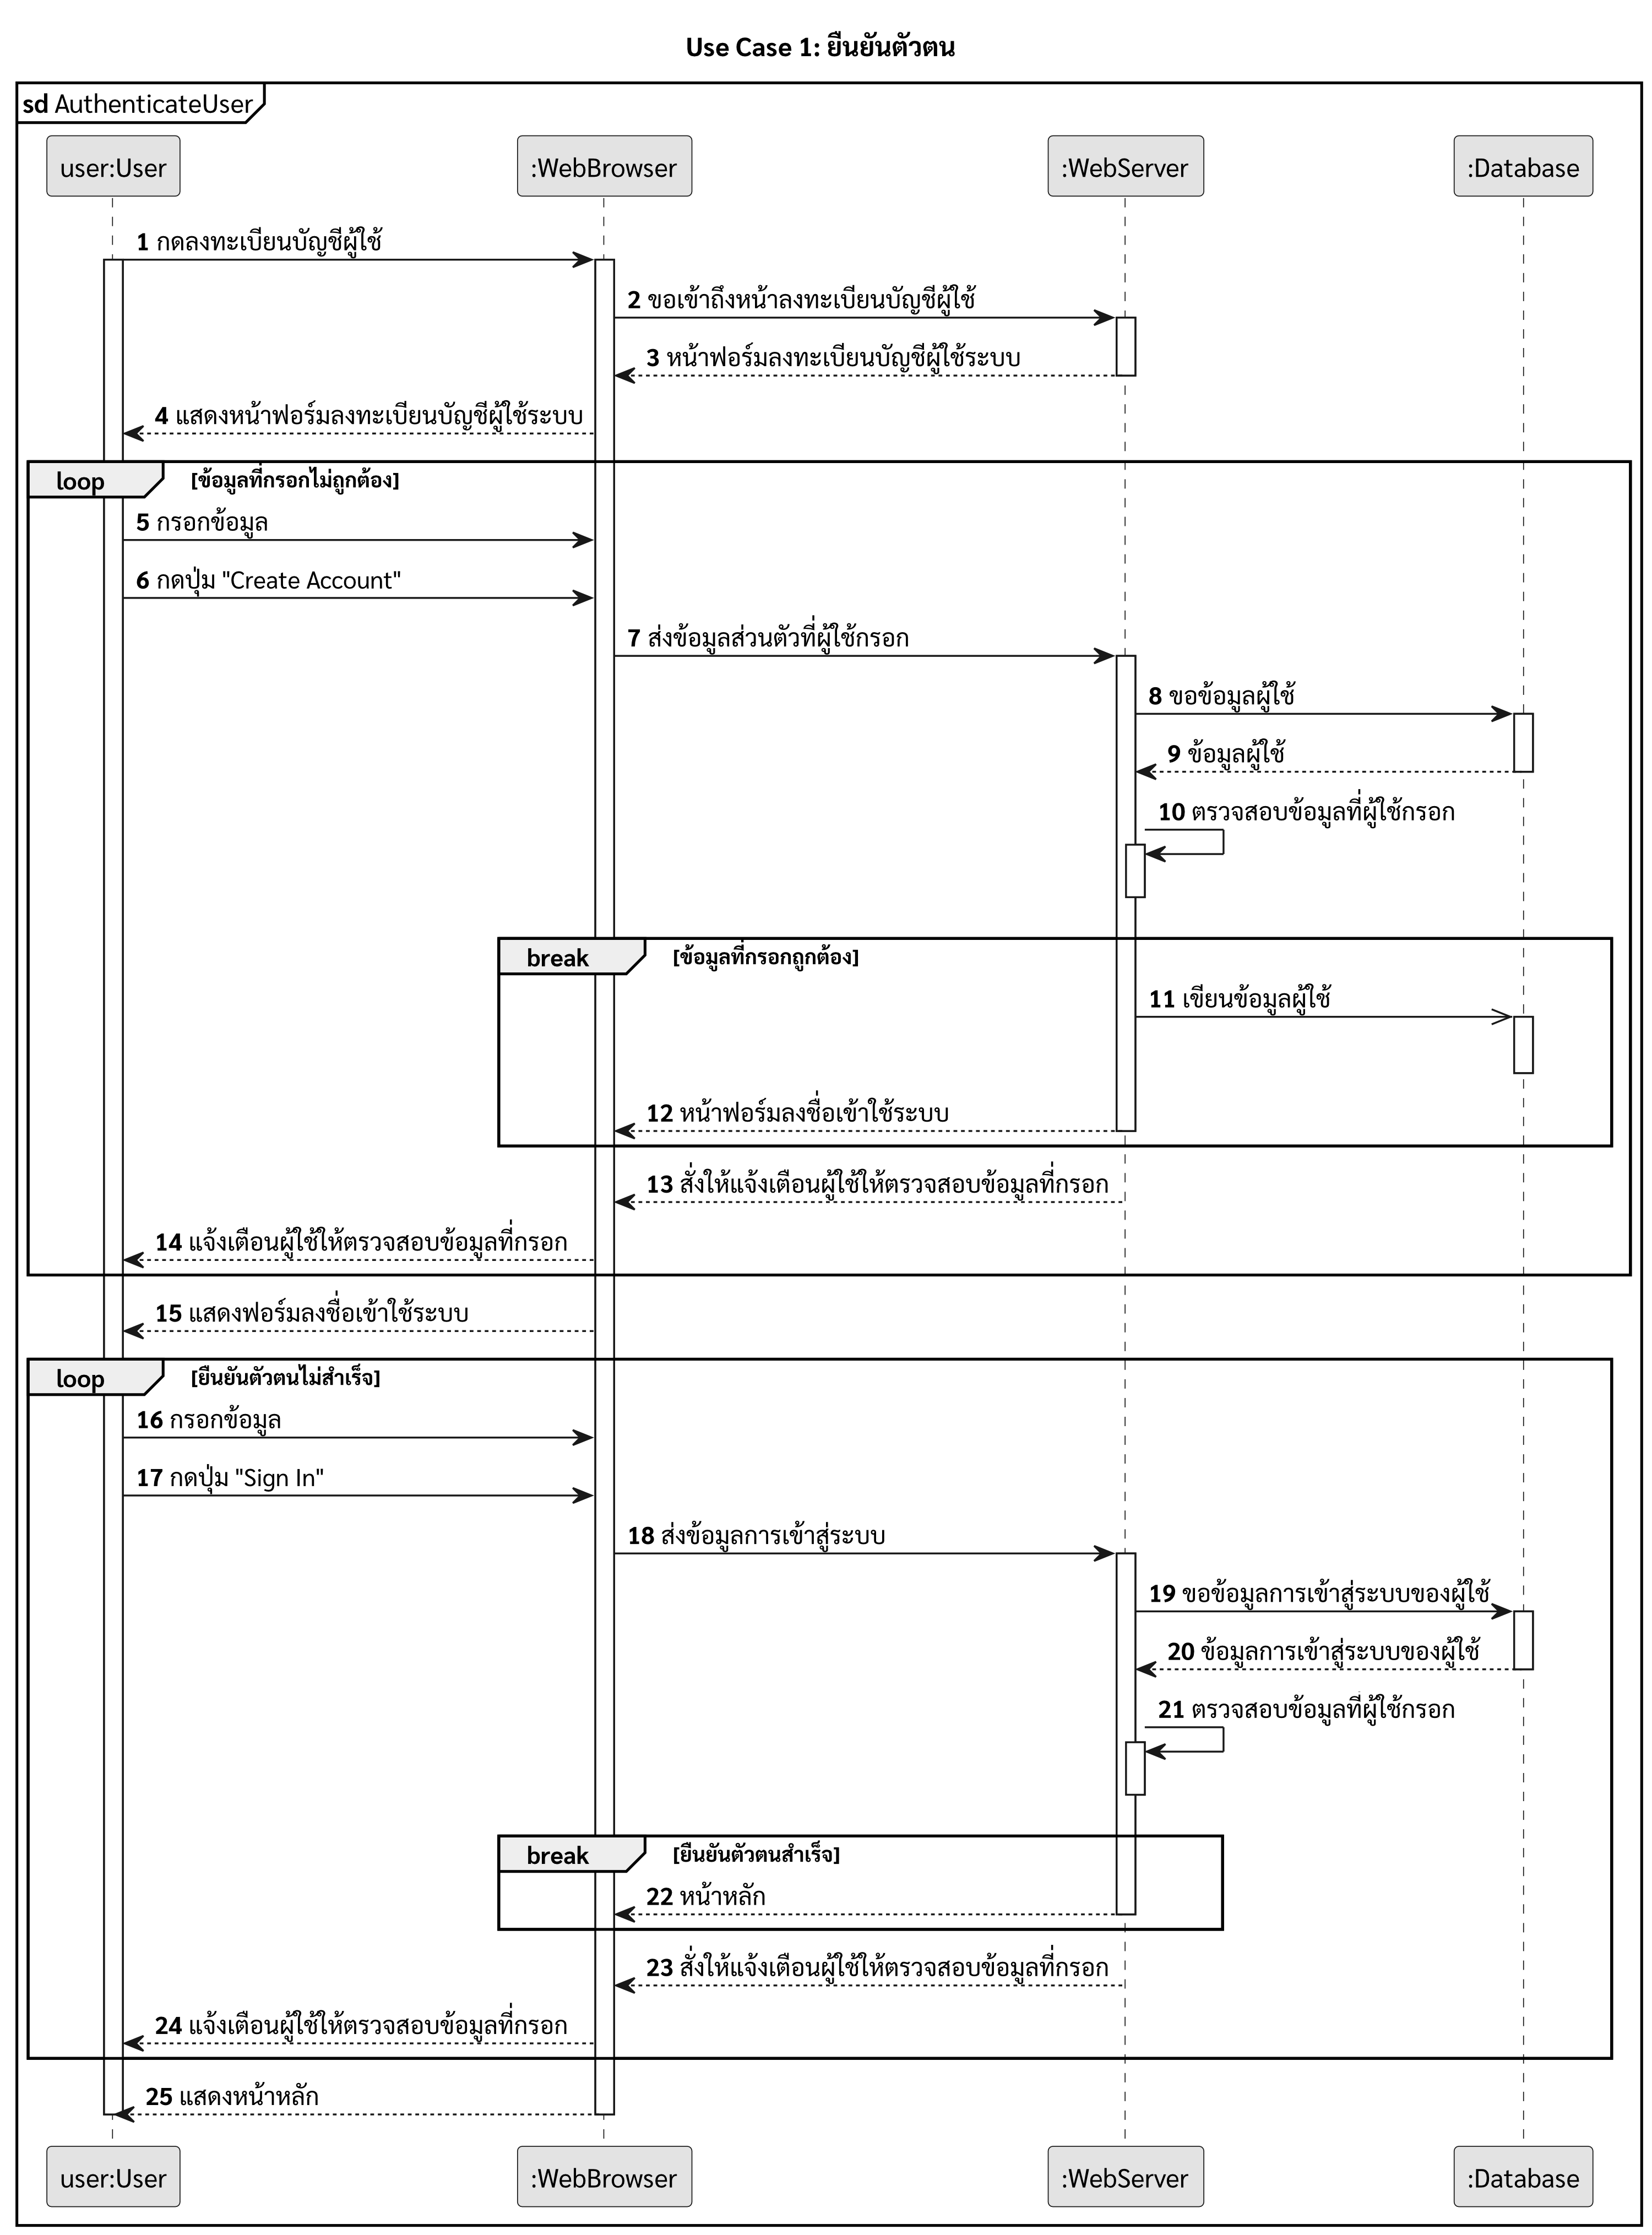 Use Case 1: ยืนยันตัวตน
sd AuthenticateUser
user:User
:WebBrowser
:WebServer
:Database
1 กดลงทะเบียนบัญชีผู้ใช้
2 ขอเข้าถึงหน้าลงทะเบียนบัญชีผู้ใช้
3 หน้าฟอร์มลงทะเบียนบัญชีผู้ใช้ระบบ
4 แสดงหน้าฟอร์มลงทะเบียนบัญชีผู้ใช้ระบบ
loop [ข้อมูลที่กรอกไม่ถูกต้อง]
5 กรอกข้อมูล
6 กดปุ่ม "Create Account"
7 ส่งข้อมูลส่วนตัวที่ผู้ใช้กรอก
8 ขอข้อมูลผู้ใช้
9 ข้อมูลผู้ใช้
10 ตรวจสอบข้อมูลที่ผู้ใช้กรอก
break [ข้อมูลที่กรอกถูกต้อง]
11 เขียนข้อมูลผู้ใช้
12 หน้าฟอร์มลงชื่อเข้าใช้ระบบ
13 สั่งให้แจ้งเตือนผู้ใช้ให้ตรวจสอบข้อมูลที่กรอก
14 แจ้งเตือนผู้ใช้ให้ตรวจสอบข้อมูลที่กรอก
15 แสดงฟอร์มลงชื่อเข้าใช้ระบบ
loop [ยืนยันตัวตนไม่สำเร็จ]
16 กรอกข้อมูล
17 กดปุ่ม "Sign In"
18 ส่งข้อมูลการเข้าสู่ระบบ
19 ขอข้อมูลการเข้าสู่ระบบของผู้ใช้
20 ข้อมูลการเข้าสู่ระบบของผู้ใช้
21 ตรวจสอบข้อมูลที่ผู้ใช้กรอก
break [ยืนยันตัวตนสำเร็จ]
22 หน้าหลัก
23 สั่งให้แจ้งเตือนผู้ใช้ให้ตรวจสอบข้อมูลที่กรอก
24 แจ้งเตือนผู้ใช้ให้ตรวจสอบข้อมูลที่กรอก
25 แสดงหน้าหลัก
user:User
:WebBrowser
:WebServer
:Database